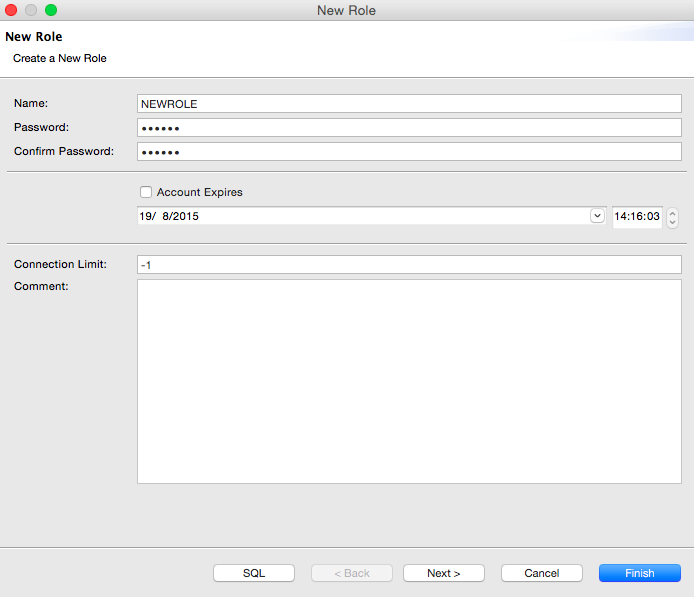 New Role
New Role
Create a New Role
Name: NEWROLE
Password: ••••••
Confirm Password: ••••••
Account Expires
19/ 8/2015 14:16:03
Connection Limit: -1
Comment:
SQL < Back Next > Cancel Finish